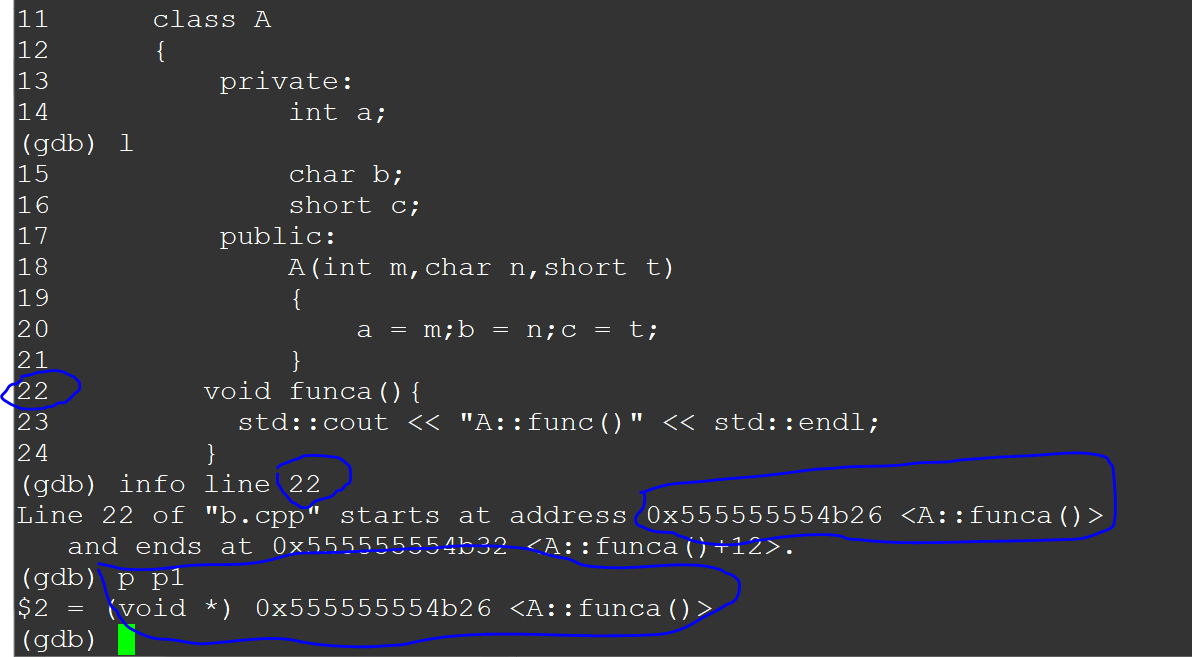 11 class A
12 {
13 private:
14 int a;
(gdb) l
15 char b;
16 short c;
17 public:
18 A(int m,char n,short t)
19 {
20 a = m;b = n;c = t;
21 }
22 void funca(){
23 std::cout << "A::func()" << std::endl;
24 }
(gdb) info line 22
Line 22 of "b.cpp" starts at address 0x555555554b26 <A::funca()>
and ends at 0x555555554b32 <A::funca()+12>.
(gdb) p p1
$2 = (void *) 0x555555554b26 <A::funca()>
(gdb)